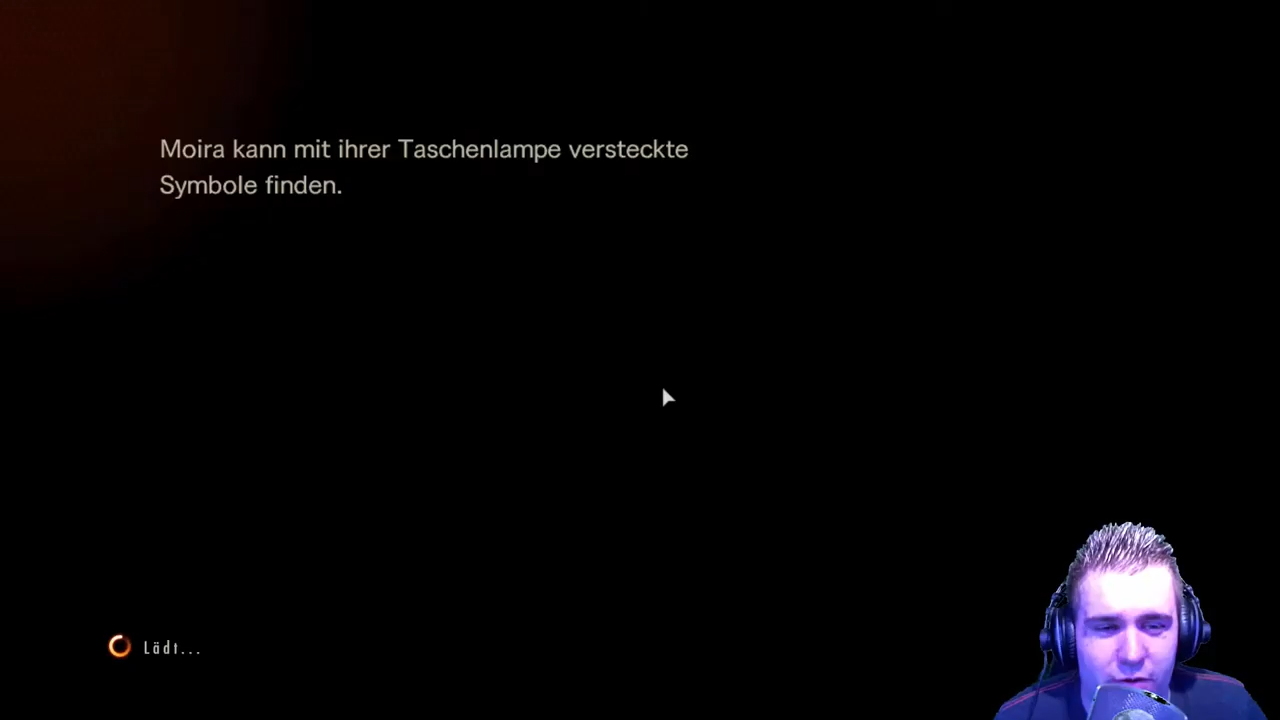 Moira kann mit ihrer Taschenlampe versteckte
Symbole finden.
Lädt...